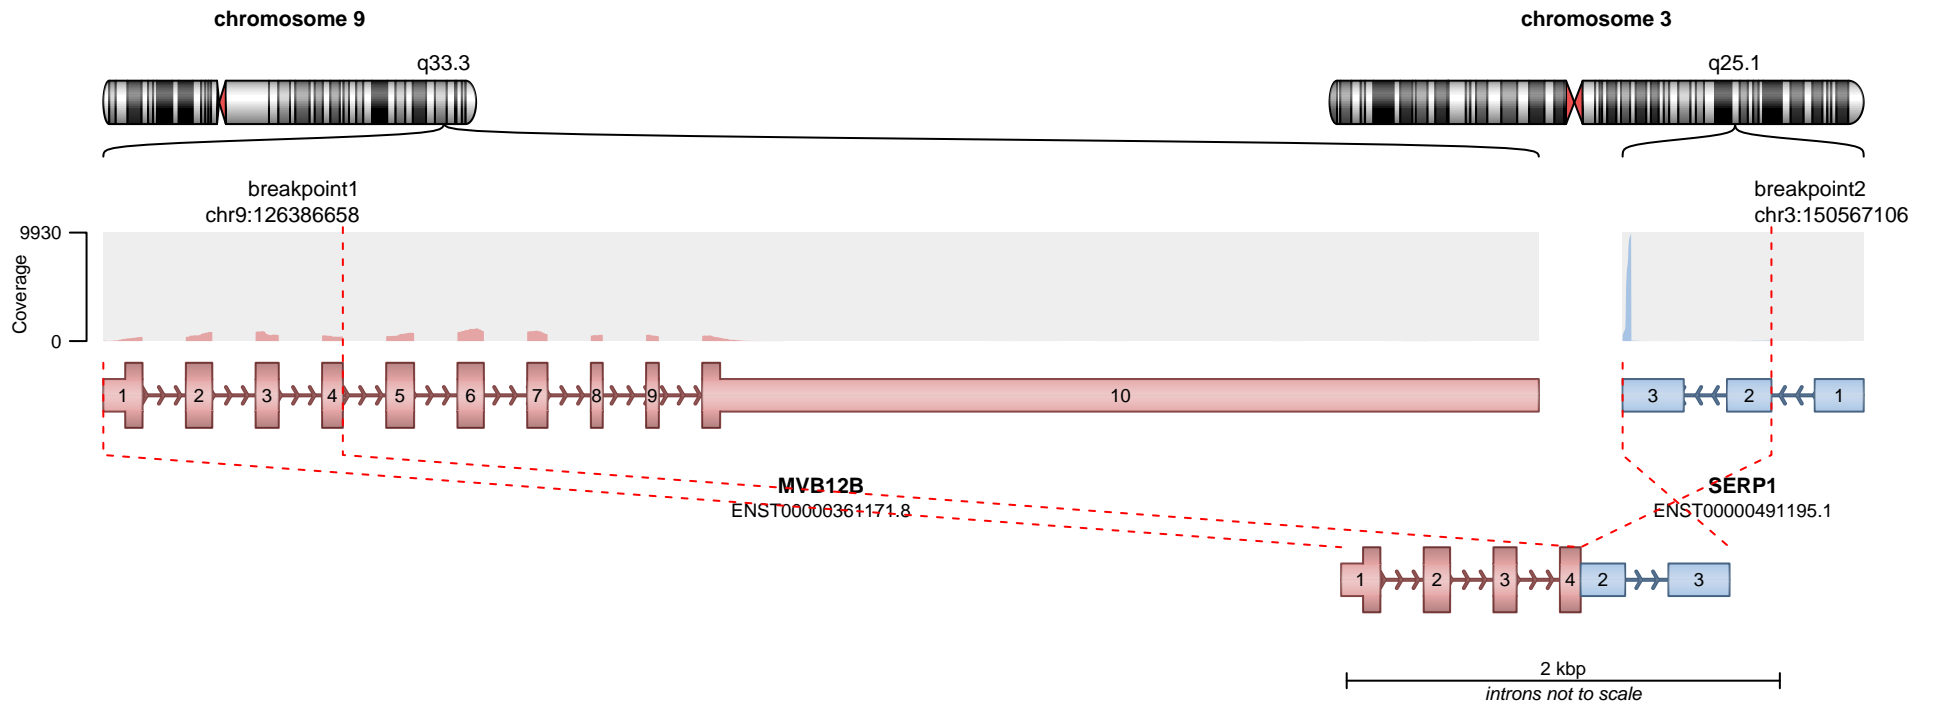 chromosome 9
chromosome 3
q33.3
q25.1
breakpoint1
chr9:126386658
breakpoint2
chr3:150567106
9930
Coverage
0
1 2 3 4 5 6 7 8 9 10
3 2 1
MVB12B
ENST00000361171.8
SERP1
ENST00000491195.1
1 2 3 4 2 3
2 kbp
introns not to scale